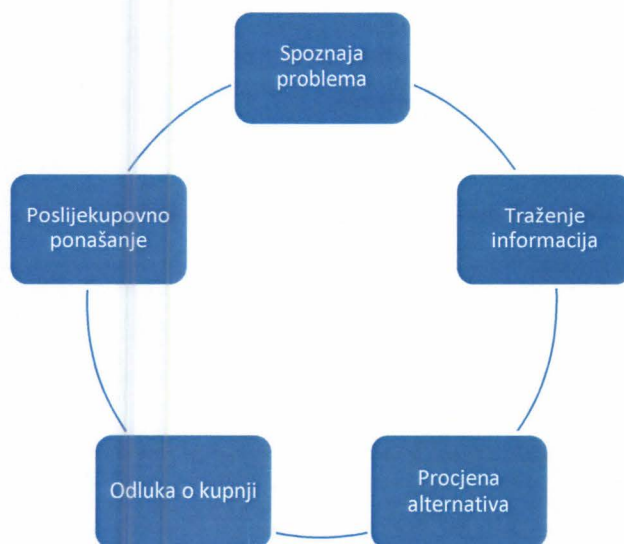 Spoznaja
problema
Traženje
informacija
Procjena
alternativa
Odluka o kupnji
Poslijekupovno
ponašanje